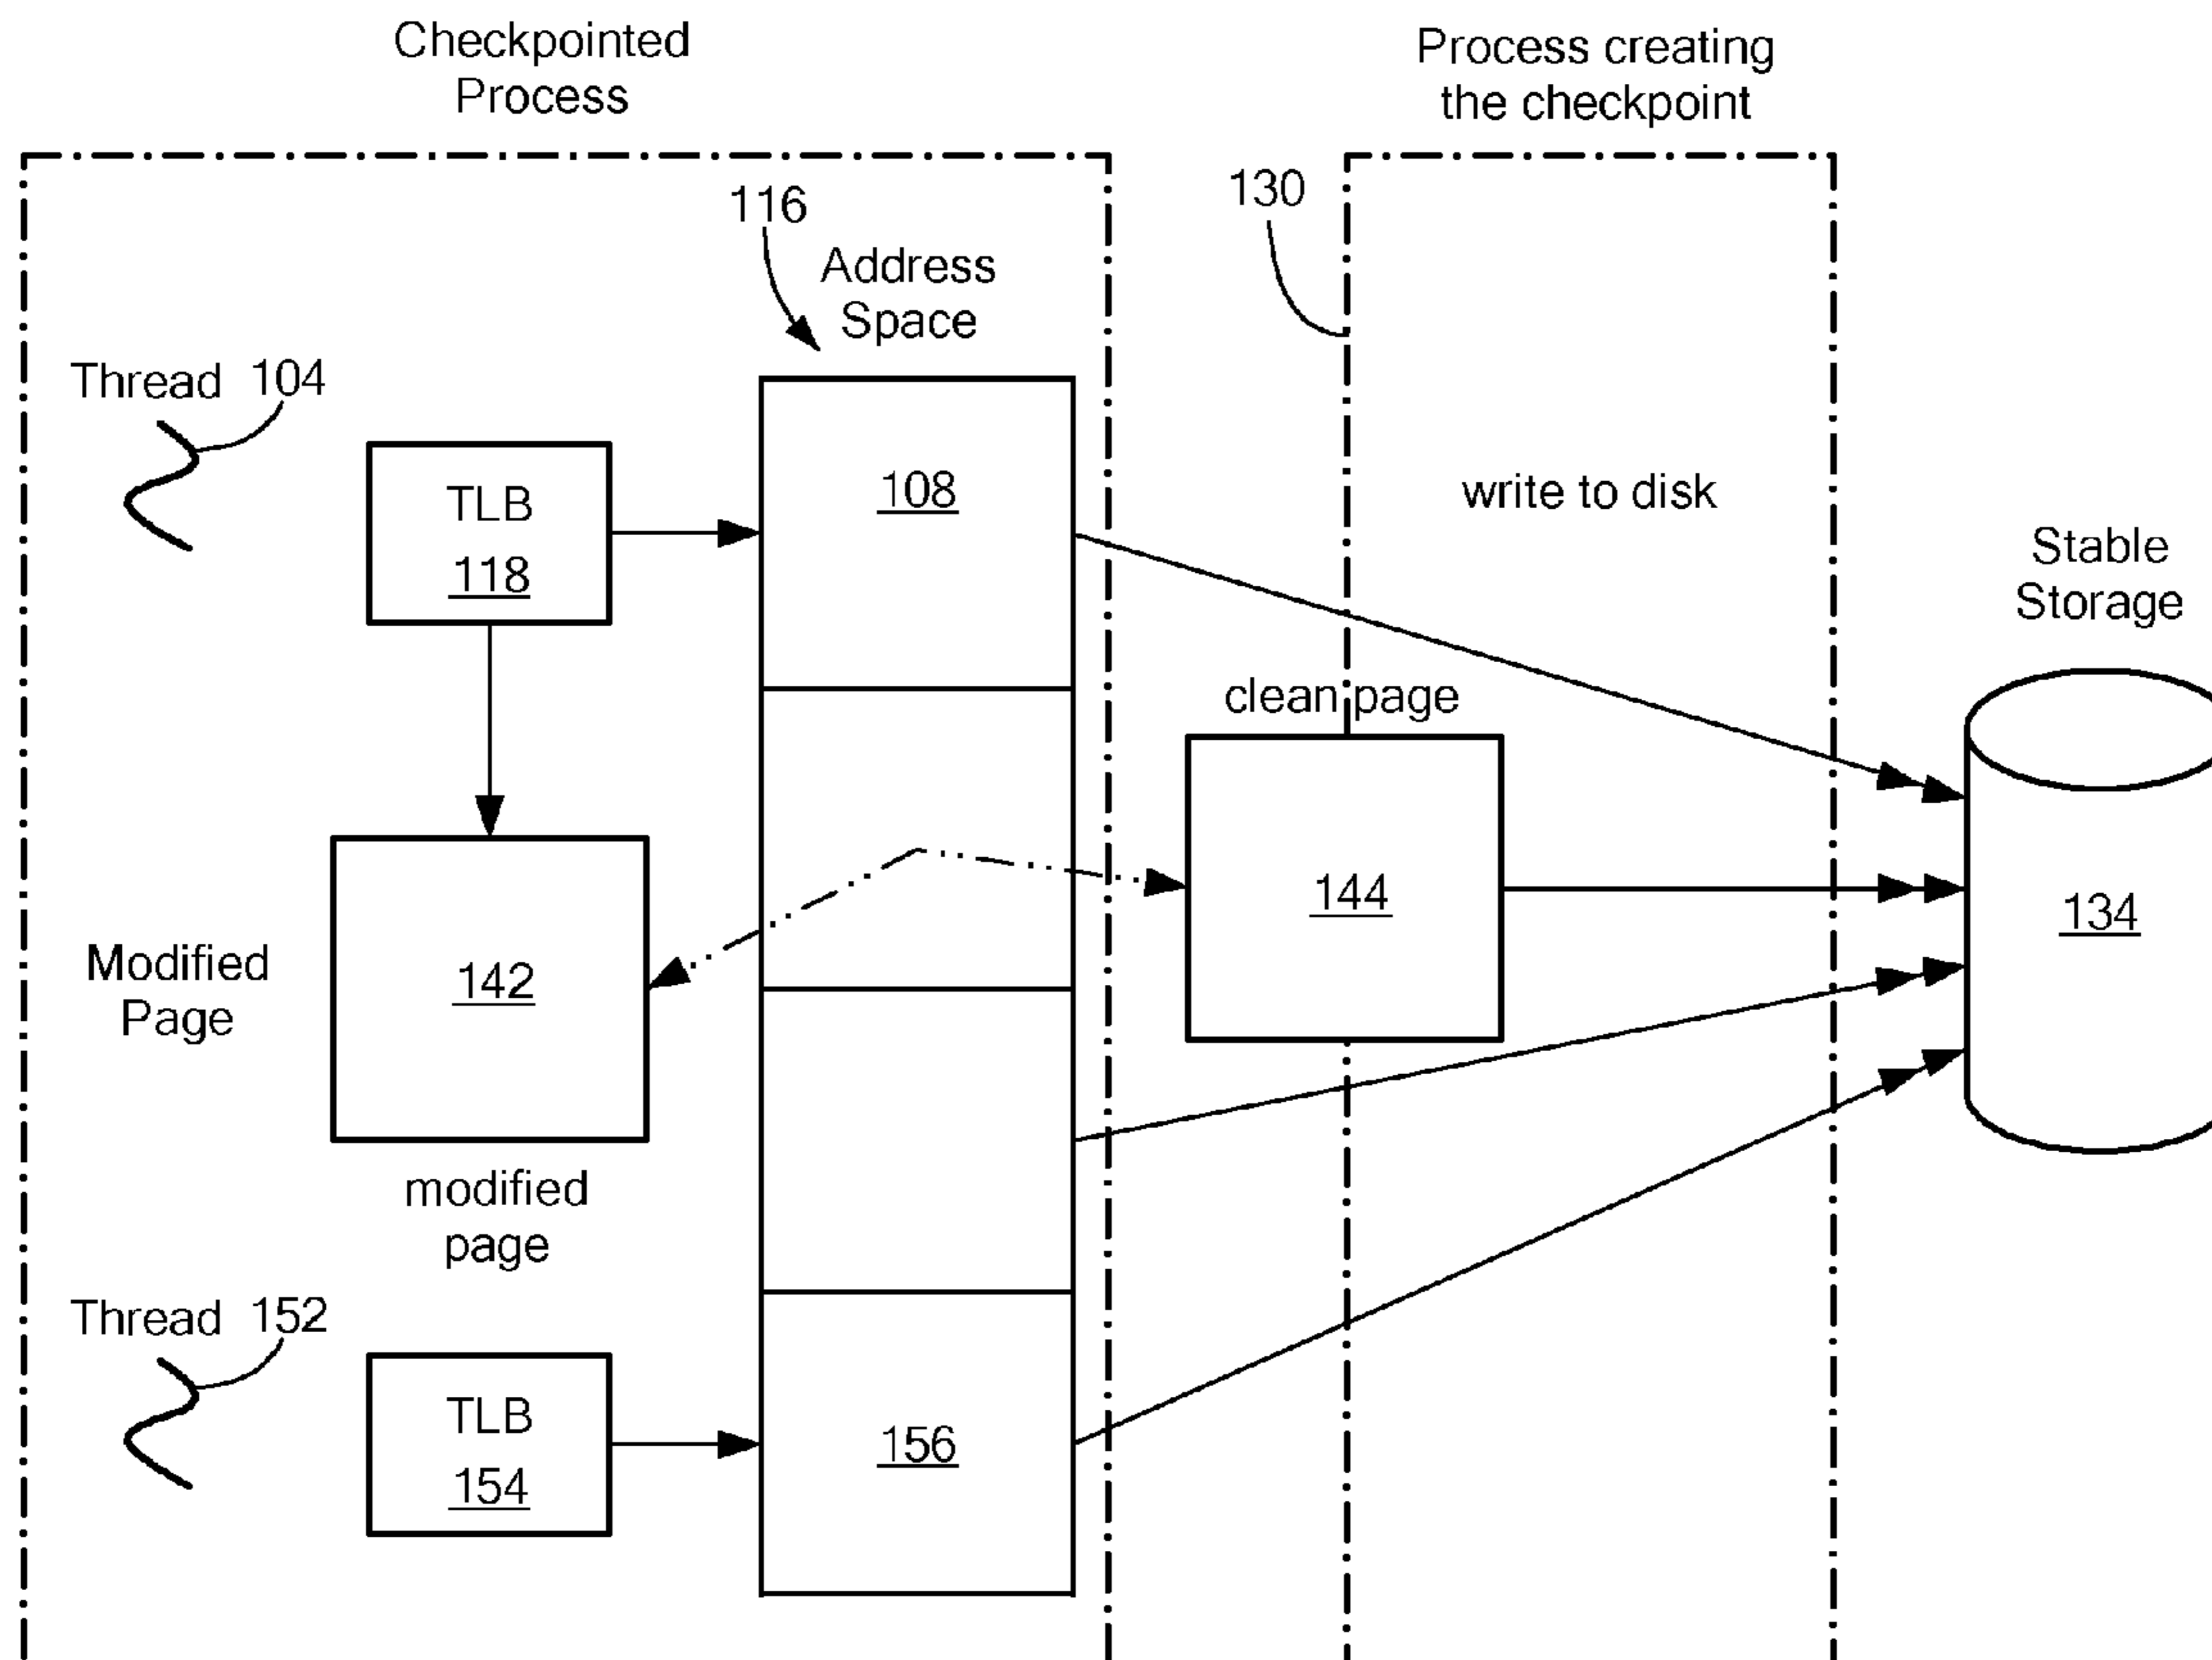 Checkpointed
Process
Process creating
the checkpoint
116
130
Address
Space
Thread 104
TLB
118
108
write to disk
Stable
Storage
clean page
144
134
142
Modified
Page
modified
page
Thread 152
TLB
154
156